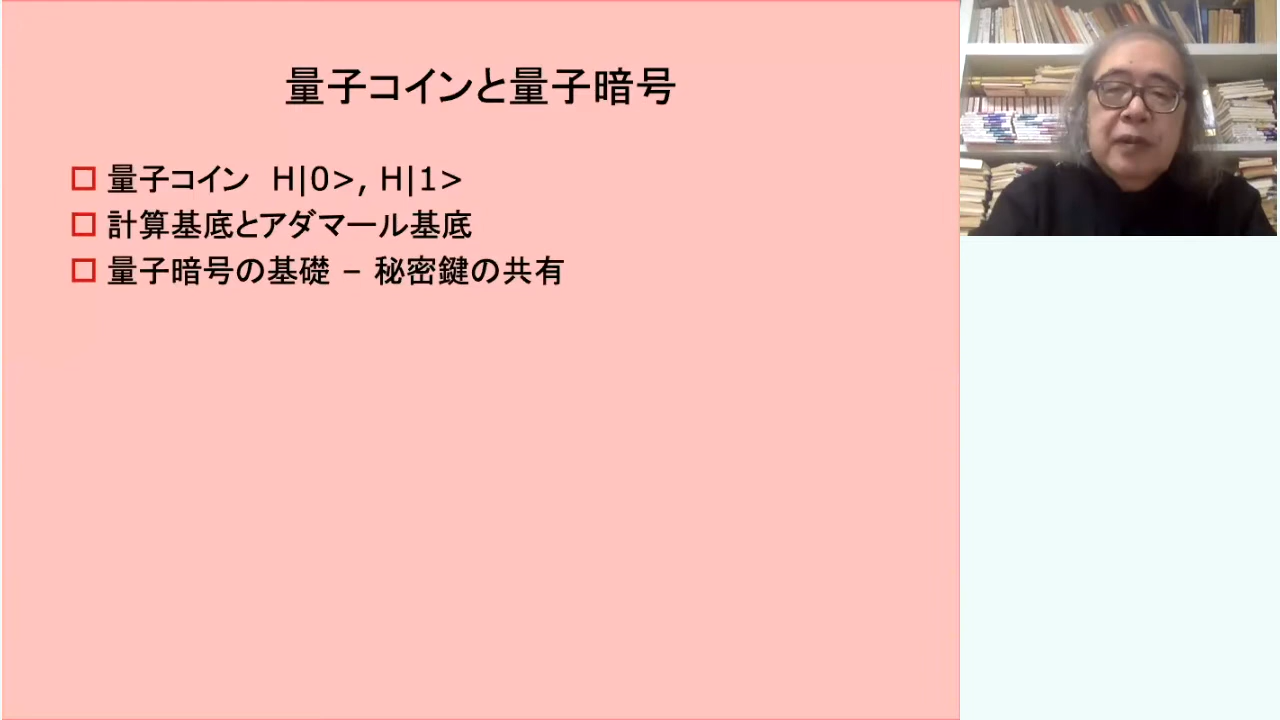 量子コインと量子暗号
量子コイン H|0>, H|1>
計算基底とアダマール基底
量子暗号の基礎 – 秘密鍵の共有